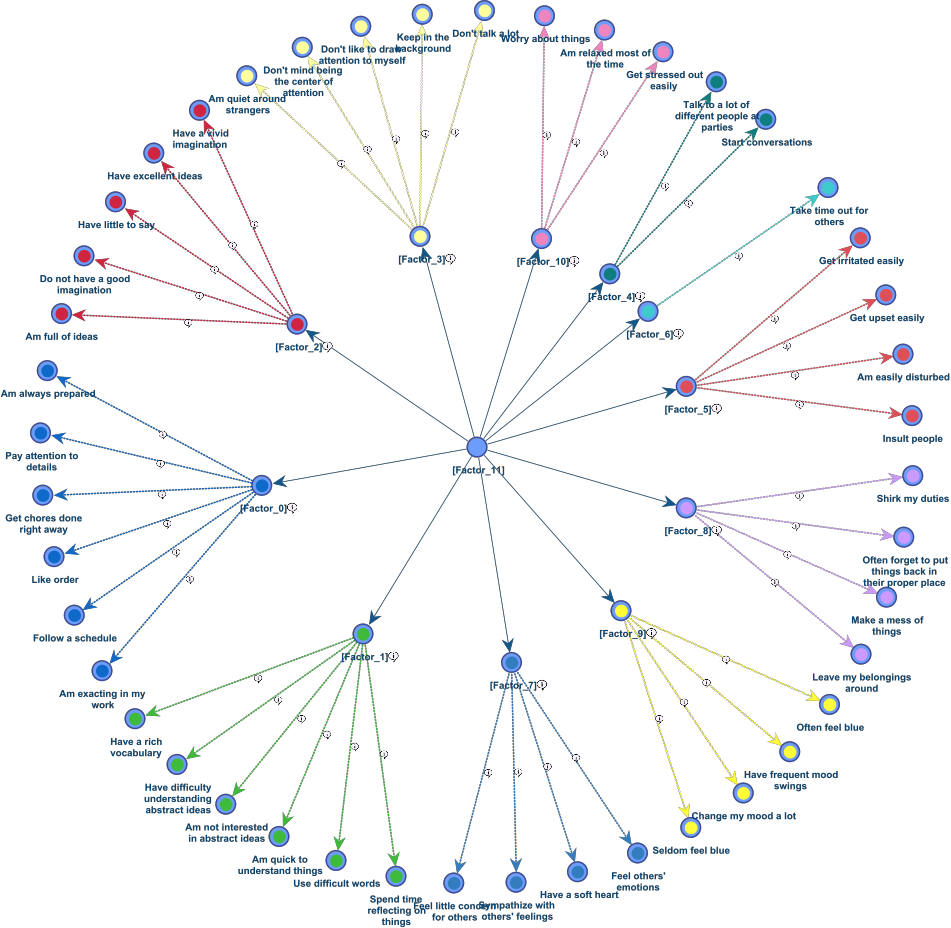 Don't talk a lot
Keep in the
background
Don't like to draw
attention to myself
Don't mind being
the center of
attention
Am quiet around
strangers
Worry about things
Am relaxed most of
the time
Get stressed out
easily
Talk to a lot of
different people at
parties
Start conversations
Take time out for
others
Have a vivid
imagination
Have excellent ideas
Have little to say
Do not have a good
imagination
Am full of ideas
[Factor_3]
[Factor_10]
[Factor_4]
[Factor_6]
[Factor_2]
Get irritated easily
Get upset easily
Am easily disturbed
Insult people
[Factor_5]
Am always prepared
Pay attention to
details
Get chores done
right away
Like order
Follow a schedule
Am exacting in my
work
[Factor_11]
[Factor_0]
[Factor_8]
Shirk my duties
Often forget to put
things back in
their proper place
Make a mess of
things
Leave my belongings
around
[Factor_1]
[Factor_7]
[Factor_9]
Have a rich
vocabulary
Have difficulty
understanding
abstract ideas
Am not interested
in abstract ideas
Am quick to
understand things
Use difficult words
Spend time
reflecting on
things
Feel little concern
for others
Sympathize with
others' feelings
Have a soft heart
Feel others'
emotions
Seldom feel blue
Change my mood a lot
Have frequent mood
swings
Often feel blue